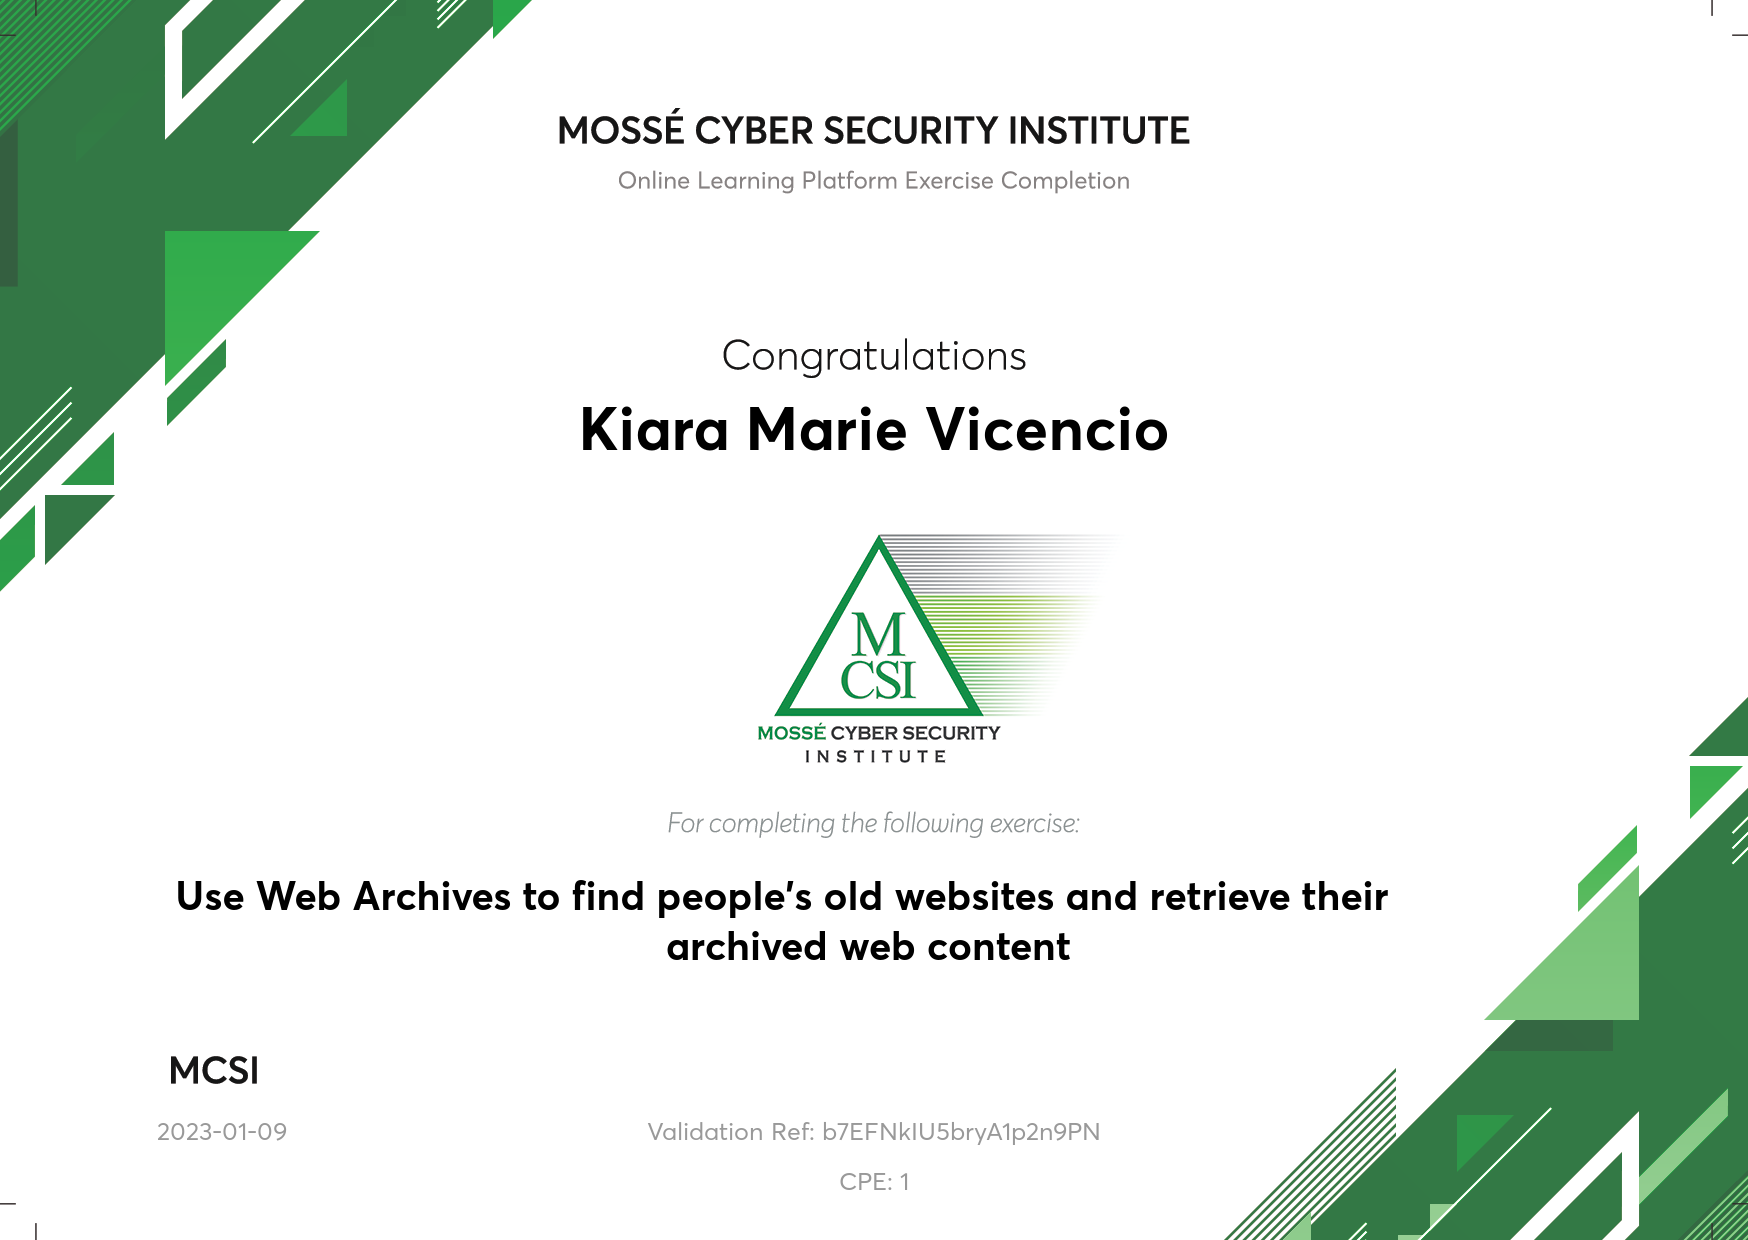 MOSSÉ CYBER SECURITY INSTITUTE
Online Learning Platform Exercise Completion
Congratulations
Kiara Marie Vicencio
M
CSI
MOSSÉ CYBER SECURITY
INSTITUTE
For completing the following exercise:
Use Web Archives to find people's old websites and retrieve their
archived web content
MCSI
2023-01-09
Validation Ref: b7EFNkIU5bryA1p2n9PN
CPE: 1